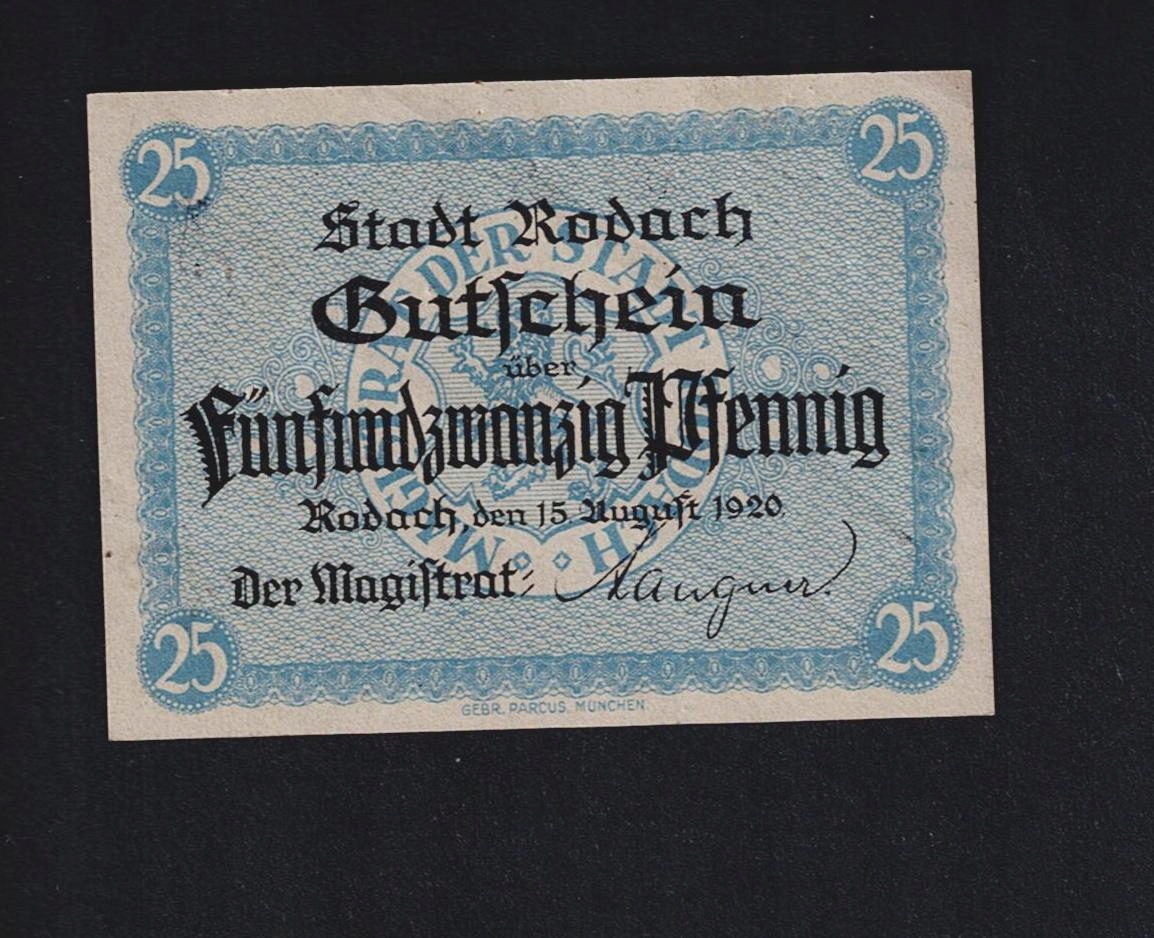 25 25
Stadt Rodach
Gutschein
über
Fünfundzwanzig Pfennig
Rodach, den 15 August 1920
Der Magistrat:
25 25
GEBR. PARCUS. MÜNCHEN.